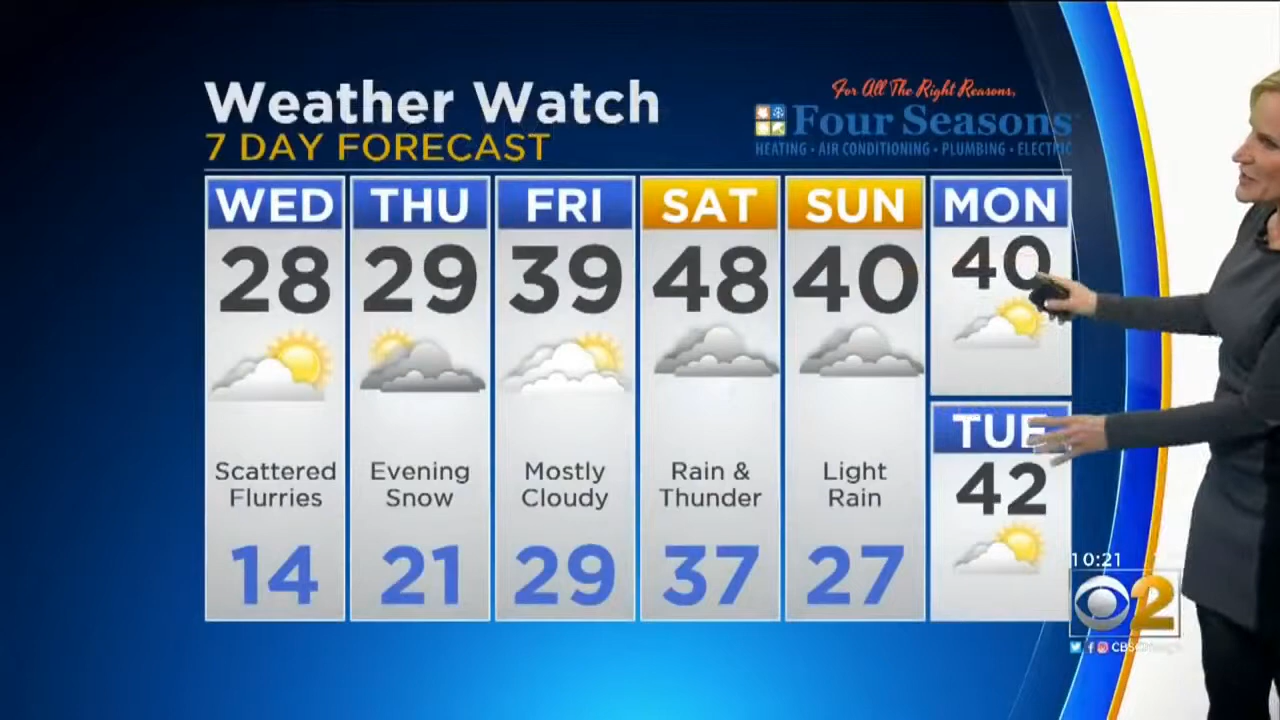 Weather Watch
7 DAY FORECAST
For All The Right Reasons.
Four Seasons
HEATING • AIR CONDITIONING • PLUMBING • ELECTRIC
WED
28
Scattered
Flurries
14
THU
29
Evening
Snow
21
FRI
39
Mostly
Cloudy
29
SAT
48
Rain &
Thunder
37
SUN
40
Light
Rain
27
MON
40
TUE
42
10:21
2